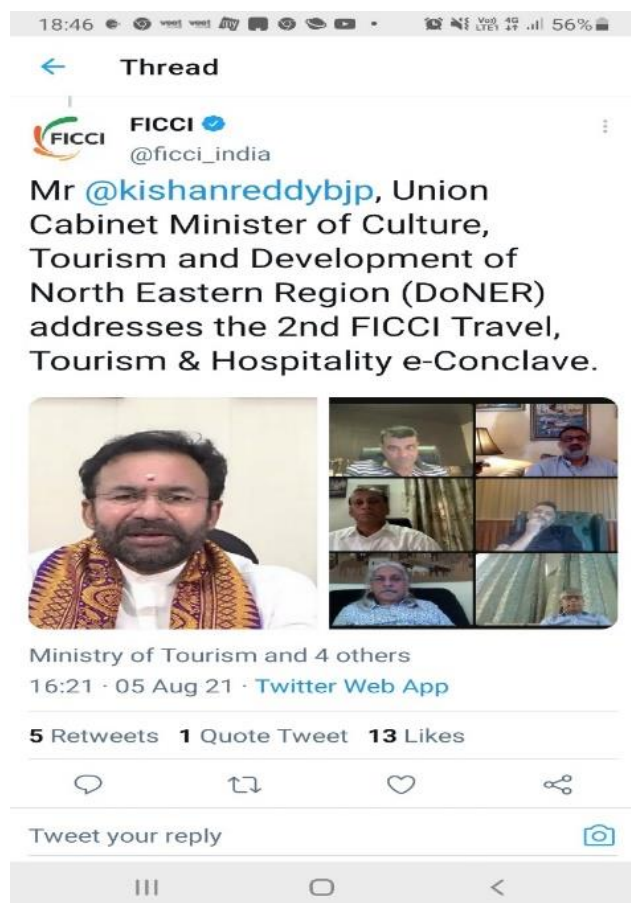 18:46 56%
Thread
FICCI
FICCI
@ficci_india
Mr @kishanreddybjp, Union
Cabinet Minister of Culture,
Tourism and Development of
North Eastern Region (DoNER)
addresses the 2nd FICCI Travel,
Tourism & Hospitality e-Conclave.
Ministry of Tourism and 4 others
16:21 · 05 Aug 21 · Twitter Web App
5 Retweets 1 Quote Tweet 13 Likes
Tweet your reply